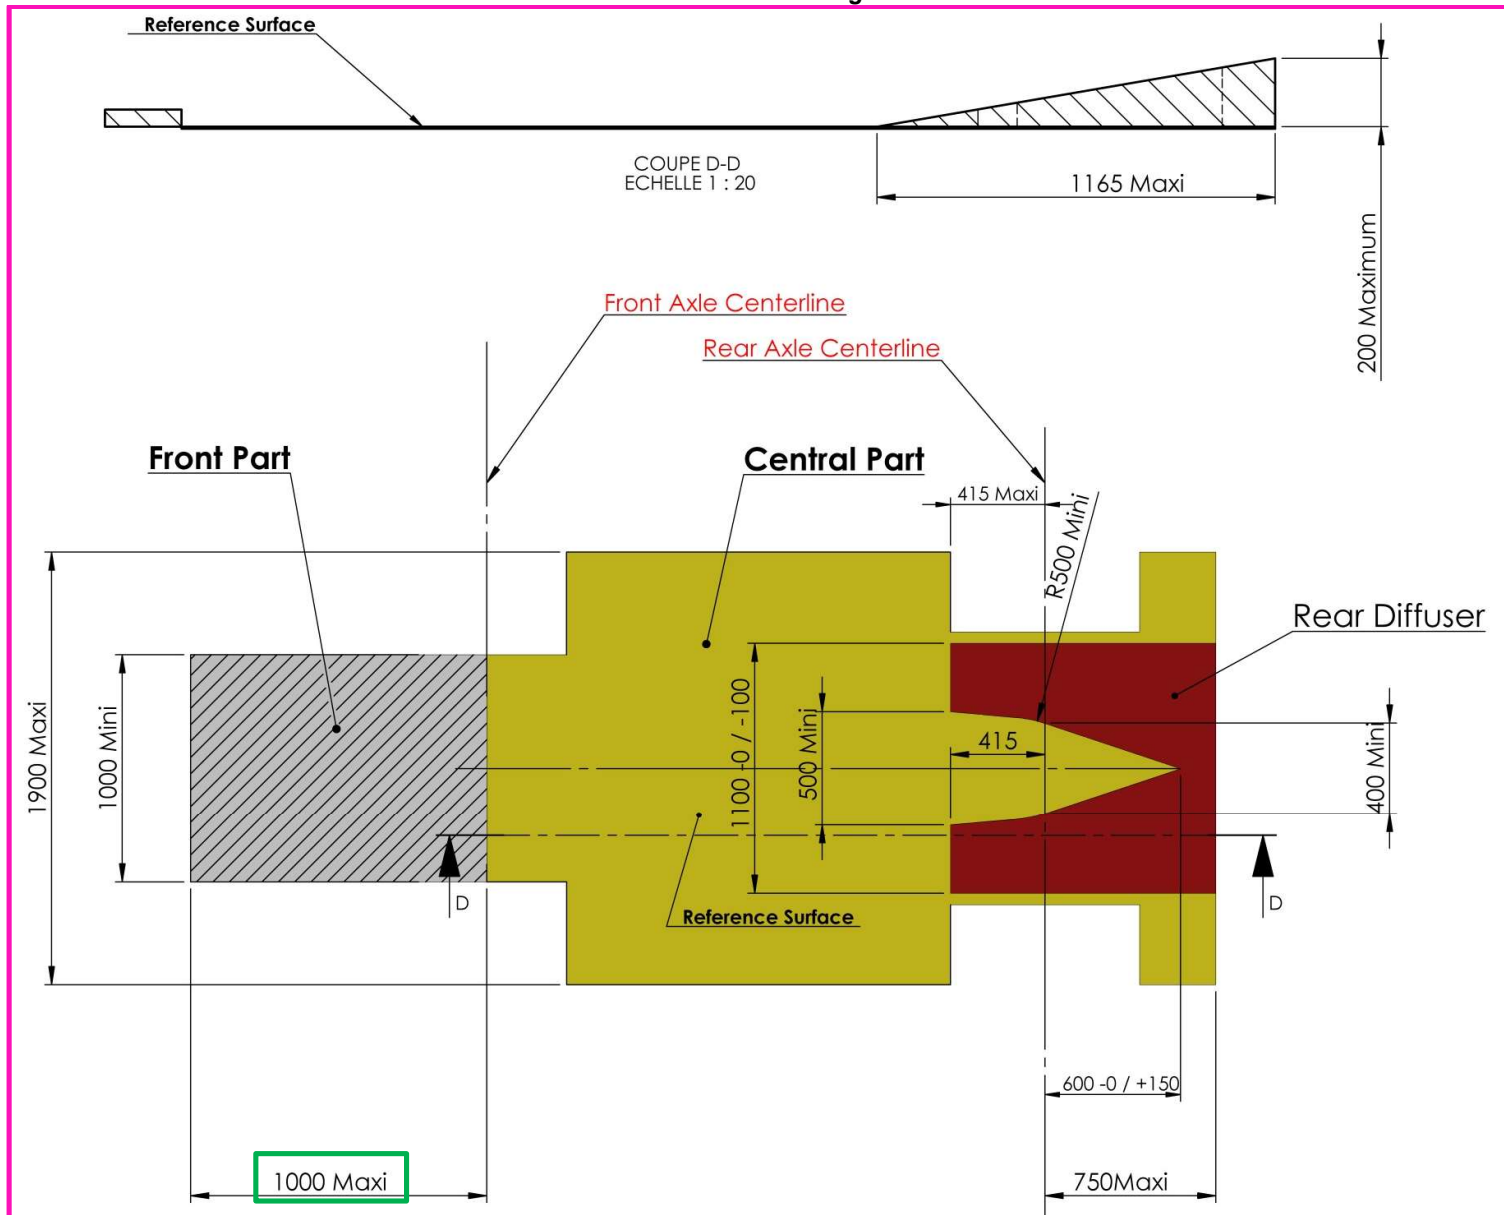 Reference Surface
COUPE D-D
ECHELLE 1 : 20
1165 Maxi
200 Maximum
Front Axle Centerline
Rear Axle Centerline
Front Part
Central Part
415 Maxi
R500 Mini
Rear Diffuser
1900 Maxi
1000 Mini
1100 -0 / -100
500 Mini
415
400 Mini
D
D
Reference Surface
600 -0 / +150
1000 Maxi
750Maxi